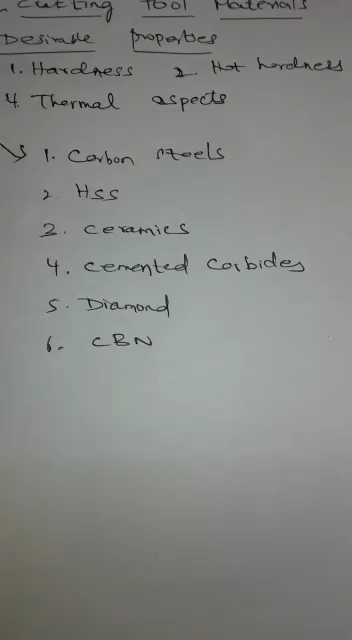 Cutting Tool Materials
Desirable properties
1. Hardness 2. Hot hardness
4. Thermal aspects
1. Carbon steels
2. HSS
3. Ceramics
4. Cemented Carbides
5. Diamond
6. CBN